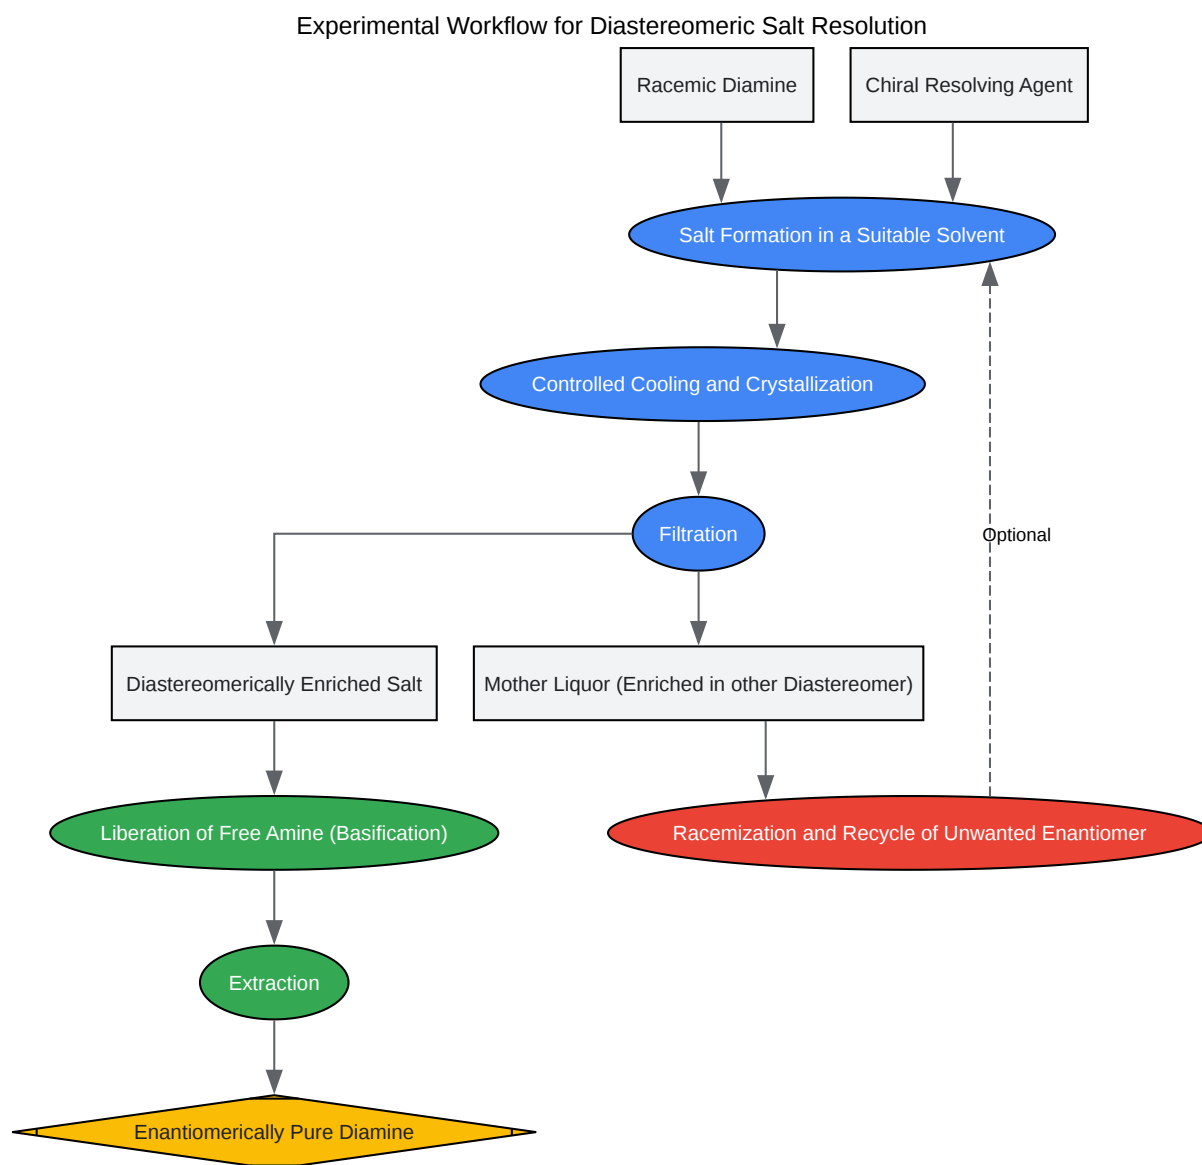 Experimental Workflow for Diastereomeric Salt Resolution
Racemic Diamine
Chiral Resolving Agent
Salt Formation in a Suitable Solvent
Controlled Cooling and Crystallization
Filtration
Optional
Diastereomerically Enriched Salt
Mother Liquor (Enriched in other Diastereomer)
Liberation of Free Amine (Basification)
Racemization and Recycle of Unwanted Enantiomer
Extraction
Enantiomerically Pure Diamine